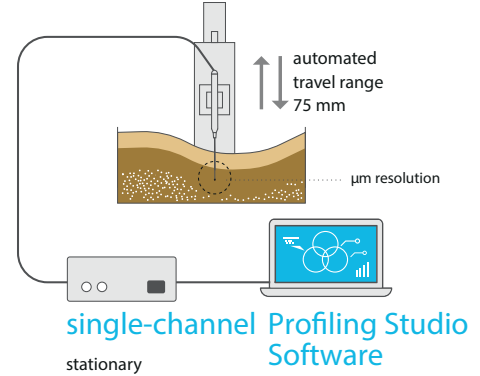 automated
travel range
75 mm
µm resolution
single-channel
stationary
Profiling Studio
Software